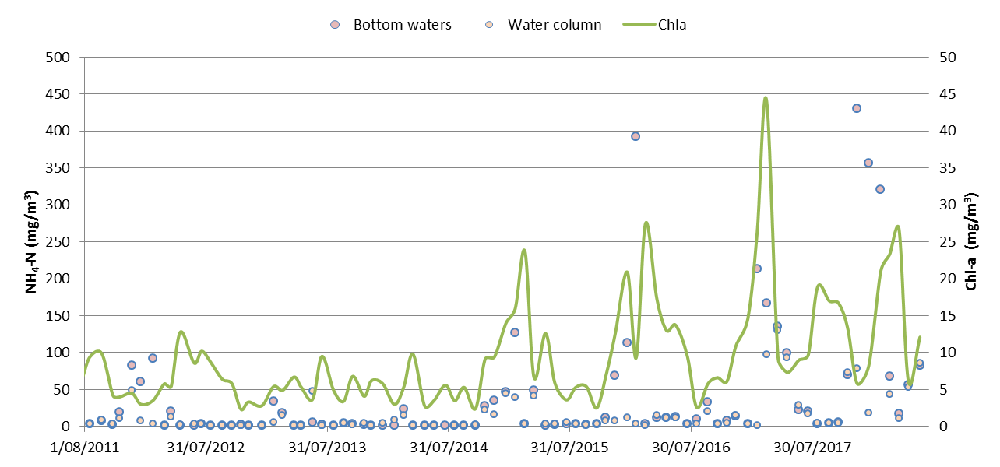 Bottom waters Water column Chla
500 50
450 45
400 40
350 35
300 30
250 25
200 20
150 15
100 10
50 5
0 0
NH₄-N (mg/m³)
Chl-a (mg/m³)
1/08/2011 31/07/2012 31/07/2013 31/07/2014 31/07/2015 30/07/2016 30/07/2017